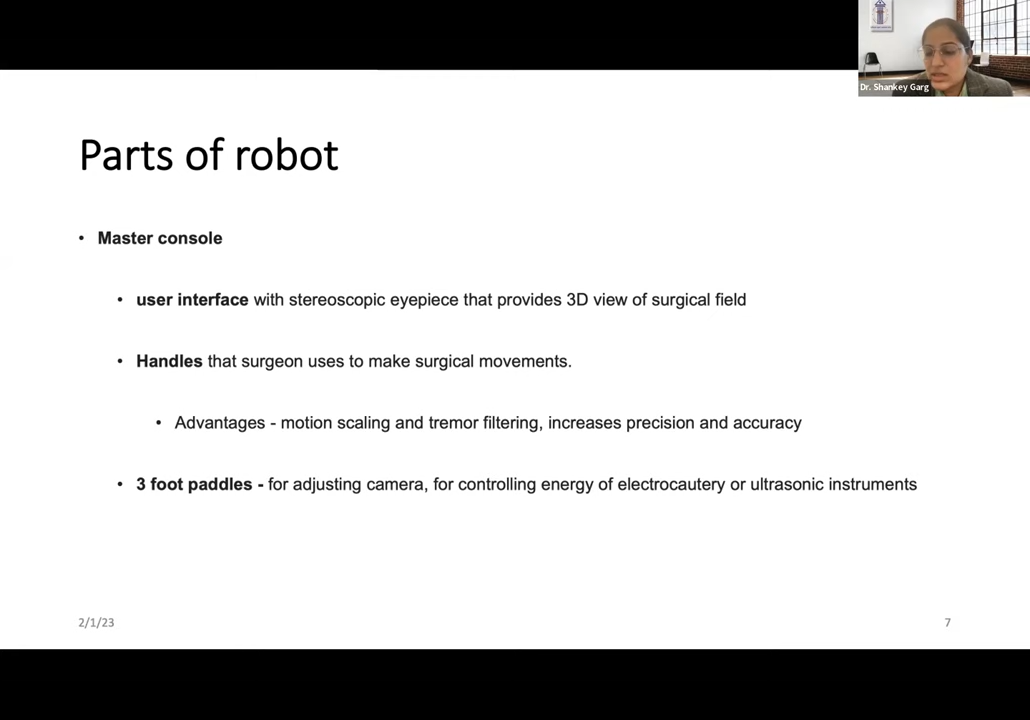 Dr. Shankey Garg
Parts of robot
• Master console
• user interface with stereoscopic eyepiece that provides 3D view of surgical field
• Handles that surgeon uses to make surgical movements.
• Advantages - motion scaling and tremor filtering, increases precision and accuracy
• 3 foot paddles - for adjusting camera, for controlling energy of electrocautery or ultrasonic instruments
2/1/23
7